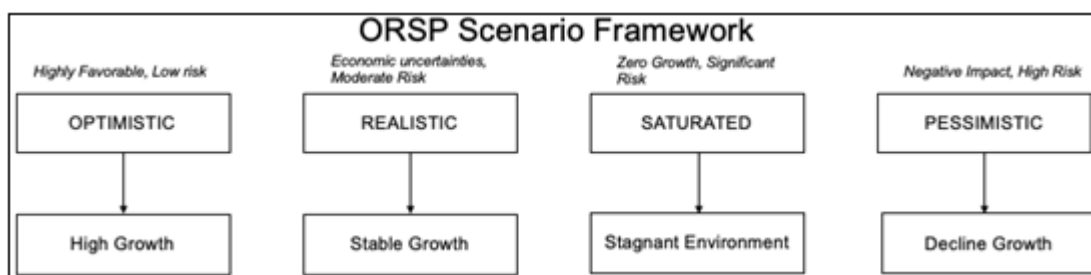 ORSP Scenario Framework
Highly Favorable, Low risk
Economic uncertainties,
Moderate Risk
Zero Growth, Significant
Risk
Negative Impact, High Risk
OPTIMISTIC
REALISTIC
SATURATED
PESSIMISTIC
High Growth
Stable Growth
Stagnant Environment
Decline Growth